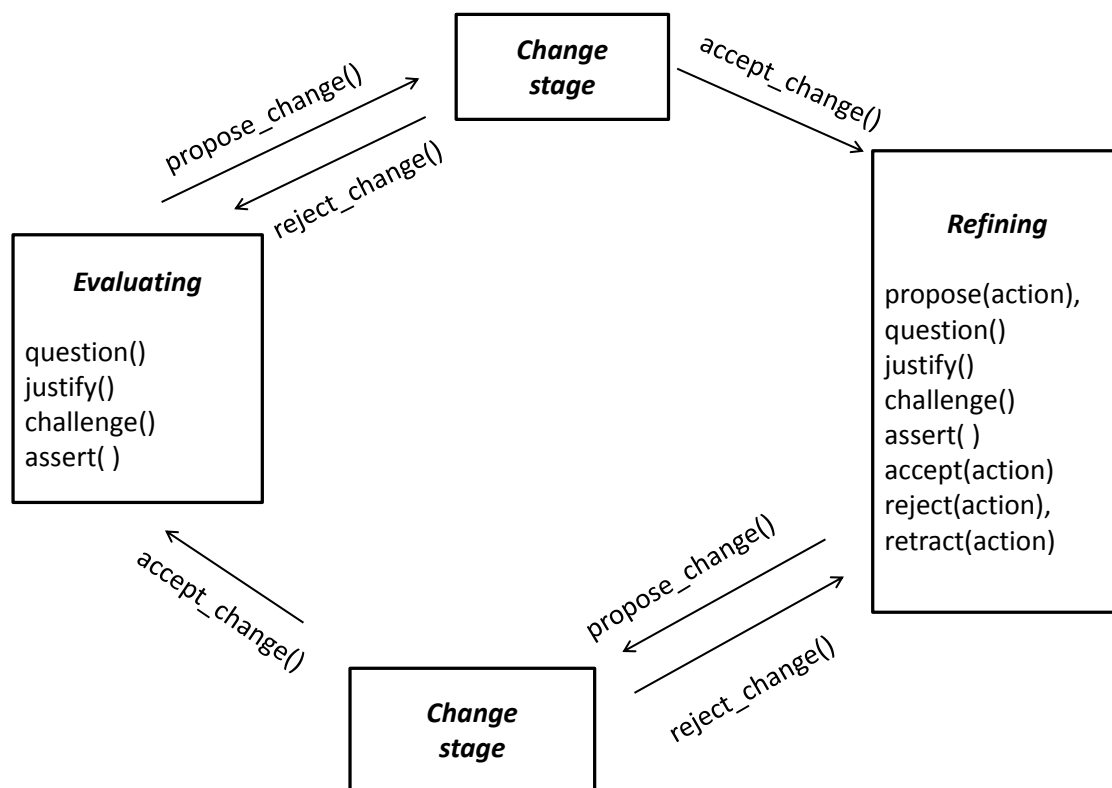 Change
stage
accept_change()
propose_change()
reject_change()
Evaluating
question()
justify()
challenge()
assert( )
Refining
propose(action),
question()
justify()
challenge()
assert( )
accept(action)
reject(action),
retract(action)
accept_change()
propose_change()
reject_change()
Change
stage